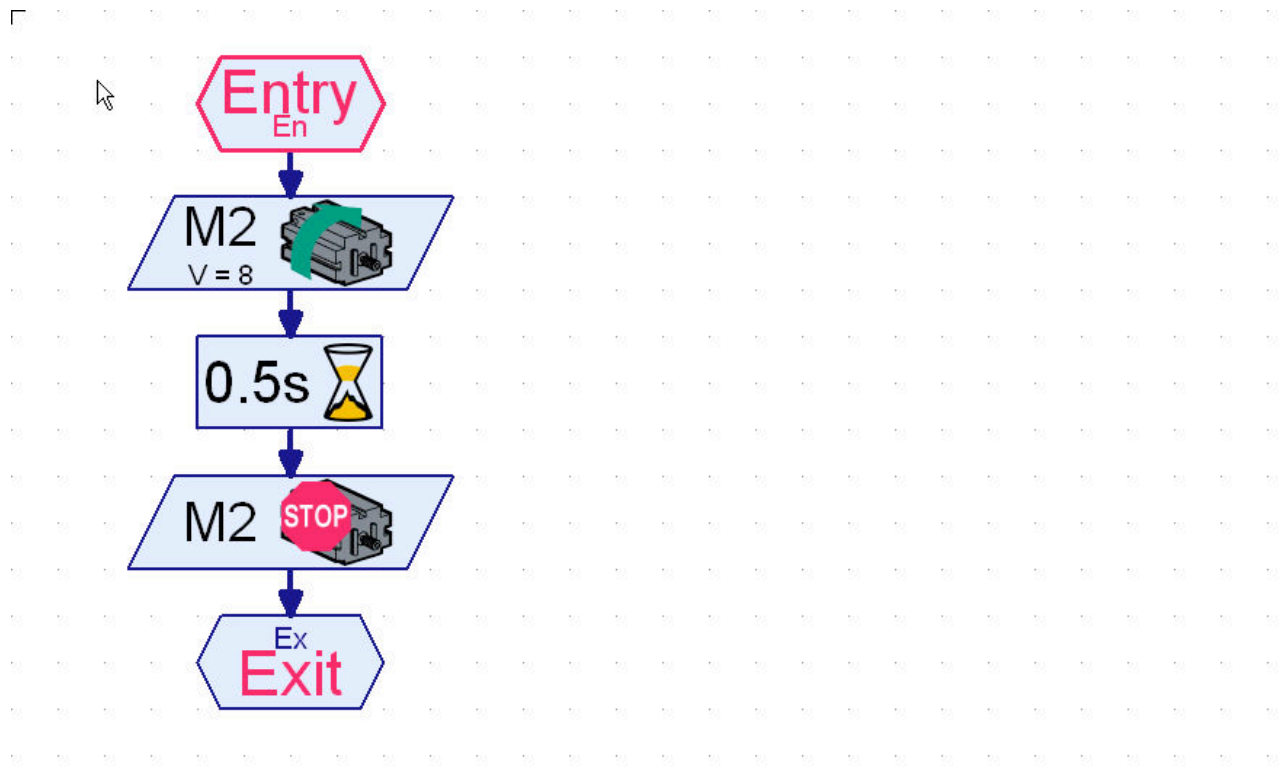 Entry
En
M2
V = 8
0.5s
M2
STOP
Ex
Exit